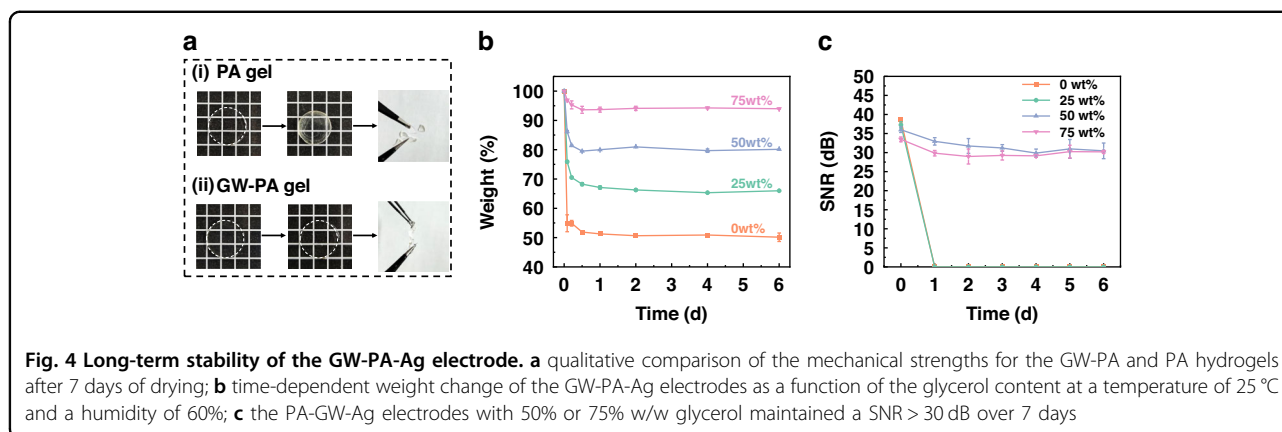 a
(i) PA gel
(ii) GW-PA gel
b
Weight (%)
100
90
80
70
60
50
40
75wt%
50wt%
25wt%
0wt%
0 1 2 3 4 5 6
Time (d)
c
SNR (dB)
50
45
40
35
30
25
20
15
10
5
0
0 wt%
25 wt%
50 wt%
75 wt%
0 1 2 3 4 5 6
Time (d)
Fig. 4 Long-term stability of the GW-PA-Ag electrode. a qualitative comparison of the mechanical strengths for the GW-PA and PA hydrogels
after 7 days of drying; b time-dependent weight change of the GW-PA-Ag electrodes as a function of the glycerol content at a temperature of 25 °C
and a humidity of 60%; c the PA-GW-Ag electrodes with 50% or 75% w/w glycerol maintained a SNR > 30 dB over 7 days